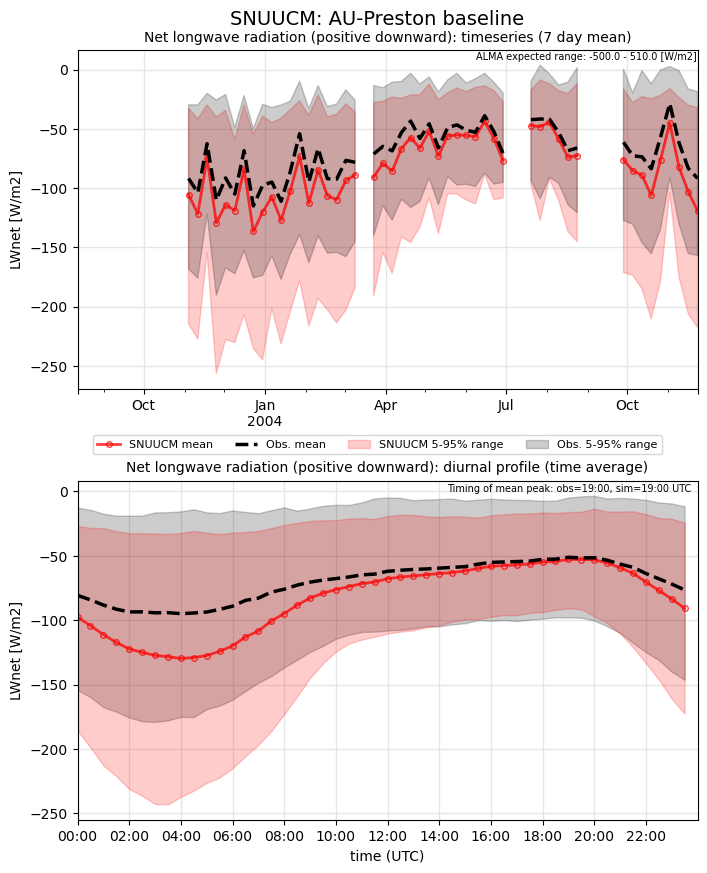 SNUUCM: AU-Preston baseline
Net longwave radiation (positive downward): timeseries (7 day mean)
ALMA expected range: -500.0 - 510.0 [W/m2]
0
−50
−100
−150
−200
−250
LWnet [W/m2]
Oct
Jan
2004
Apr
Jul
Oct
SNUUCM mean
Obs. mean
SNUUCM 5-95% range
Obs. 5-95% range
Net longwave radiation (positive downward): diurnal profile (time average)
Timing of mean peak: obs=19:00, sim=19:00 UTC
0
−50
−100
−150
−200
−250
LWnet [W/m2]
00:00 02:00 04:00 06:00 08:00 10:00 12:00 14:00 16:00 18:00 20:00 22:00
time (UTC)